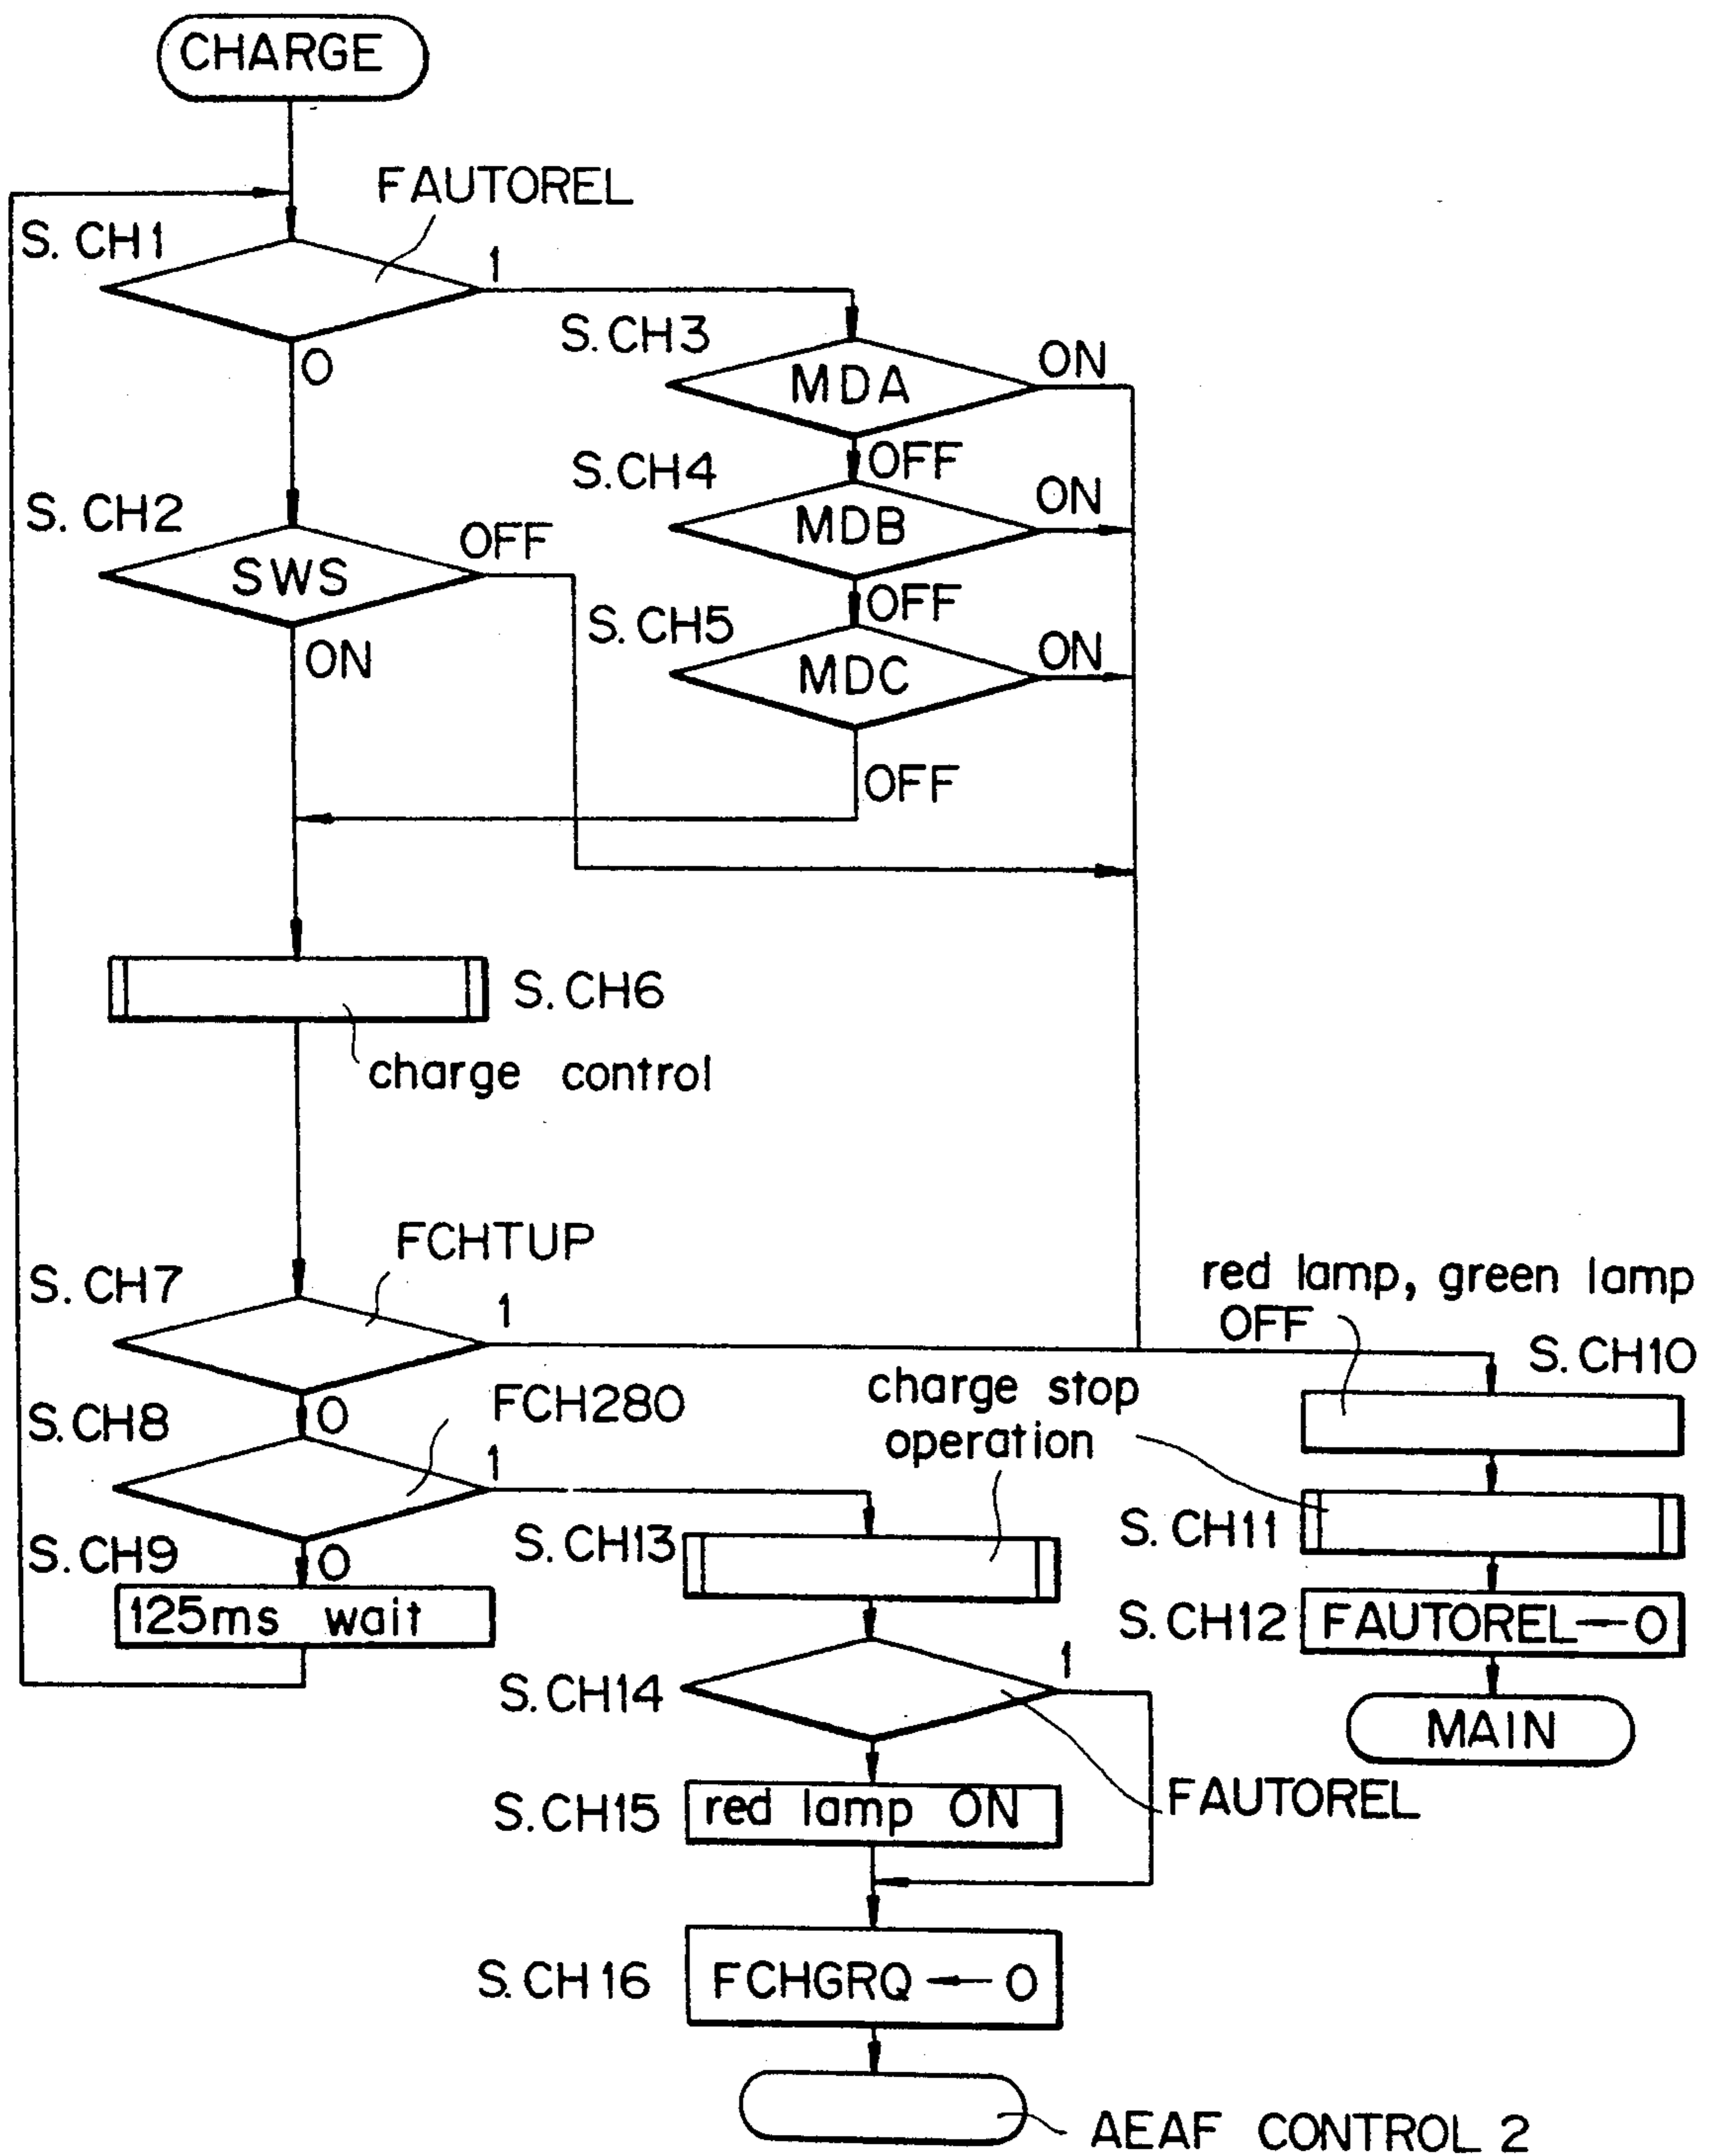 CHARGE
FAUTOREL
S.CH1
1
0
S.CH3
MDA
ON
OFF
S.CH4
MDB
ON
OFF
S.CH2
SWS
OFF
ON
S.CH5
MDC
ON
OFF
S.CH6
charge control
FCHTUP
S.CH7
1
0
red lamp, green lamp
OFF
S.CH10
charge stop
operation
FCH280
S.CH8
1
0
S.CH9
125ms wait
S.CH13
S.CH11
S.CH12
FAUTOREL←0
MAIN
S.CH14
1
FAUTOREL
S.CH15
red lamp ON
S.CH16
FCHGRQ ← 0
AEAF CONTROL 2